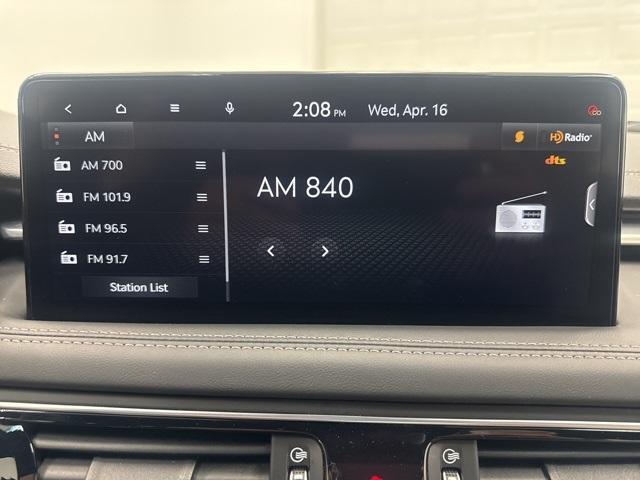 2:08 PM Wed, Apr. 16
AM
HD Radio
dts
AM 700
AM 840
FM 101.9
FM 96.5
FM 91.7
Station List